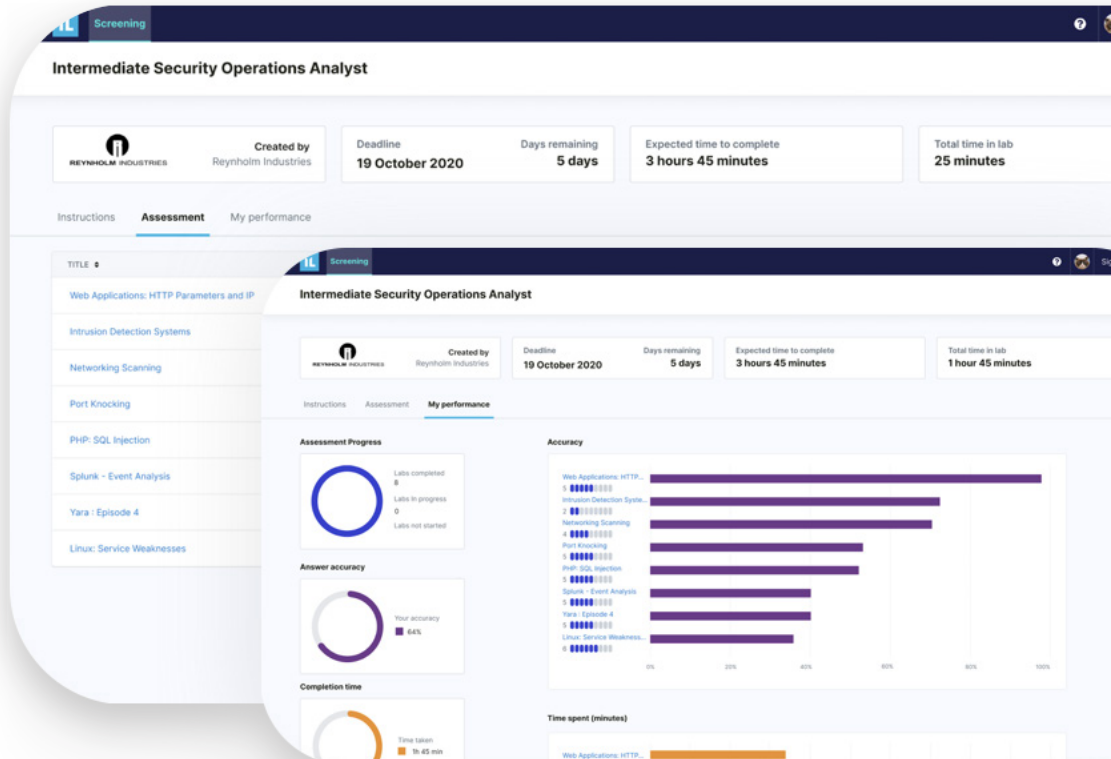 IL Screening
Intermediate Security Operations Analyst
REYNHOLM INDUSTRIES
Created by
Reynholm Industries
Deadline
19 October 2020
Days remaining
5 days
Expected time to complete
3 hours 45 minutes
Total time in lab
25 minutes
Instructions Assessment My performance
TITLE
Web Applications: HTTP Parameters and IP
Intrusion Detection Systems
Networking Scanning
Port Knocking
PHP: SQL Injection
Splunk - Event Analysis
Yara : Episode 4
Linux: Service Weaknesses
IL Screening
Intermediate Security Operations Analyst
REYNHOLM INDUSTRIES
Created by
Reynholm Industries
Deadline
19 October 2020
Days remaining
5 days
Expected time to complete
3 hours 45 minutes
Total time in lab
1 hour 45 minutes
Instructions Assessment My performance
Assessment Progress
Labs completed
8
Labs in progress
0
Labs not started
Answer accuracy
Your accuracy
64%
Completion time
Time taken
1h 45 min
Accuracy
Web Applications: HTTP...
5
Intrusion Detection Syste...
2
Networking Scanning
4
Port Knocking
5
PHP: SQL Injection
5
Splunk - Event Analysis
5
Yara : Episode 4
5
Linux: Service Weakness...
6
0% 20% 40% 60% 80% 100%
Time spent (minutes)
Web Applications: HTTP...